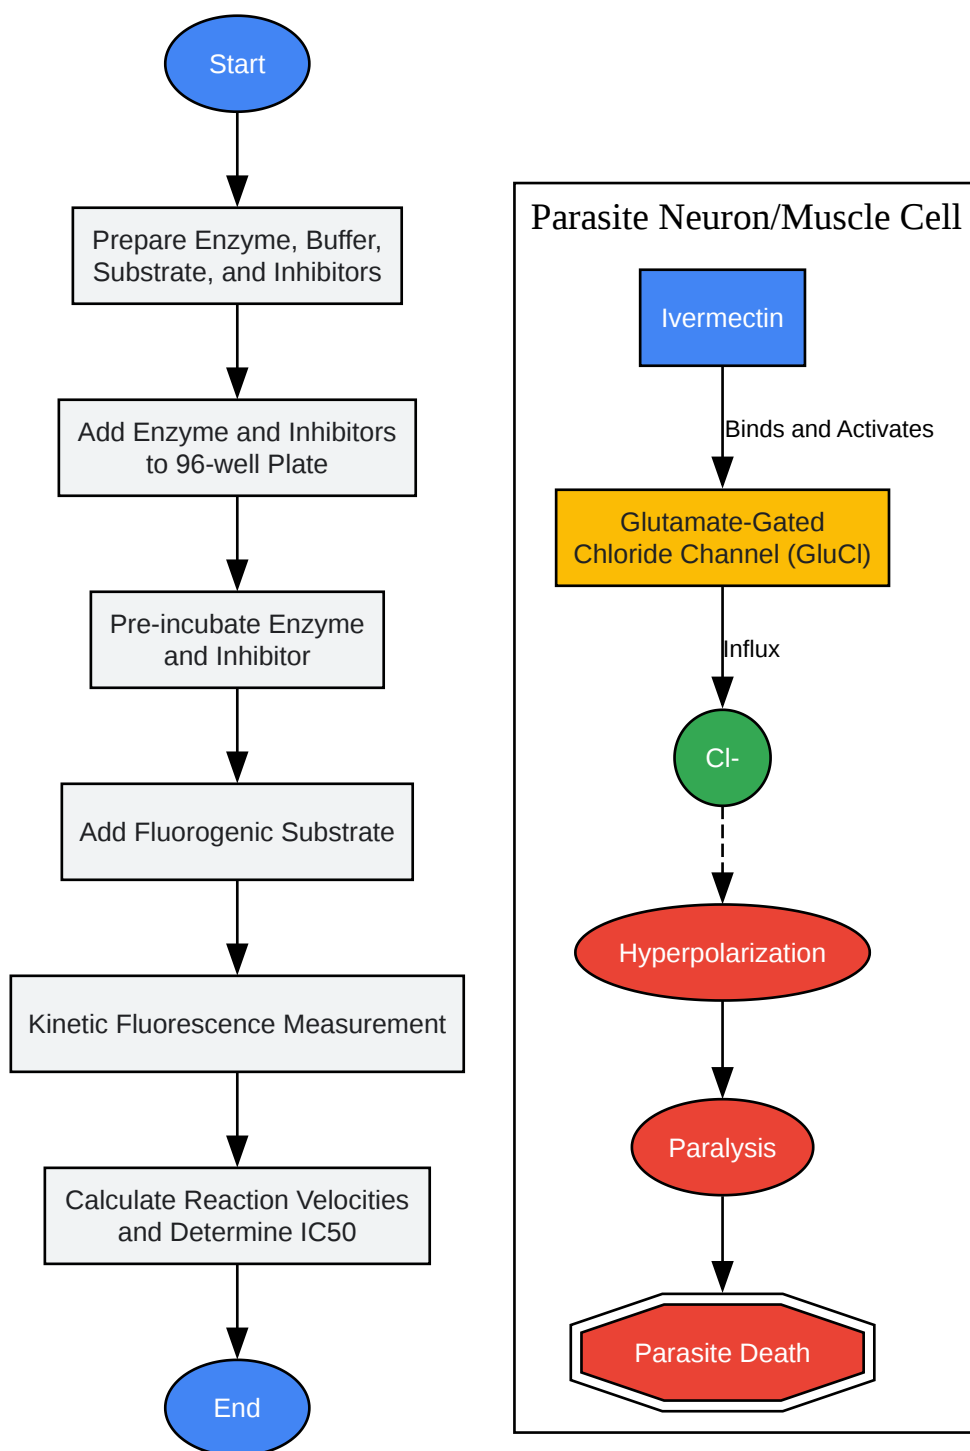 Start
Prepare Enzyme, Buffer,
Substrate, and Inhibitors
Add Enzyme and Inhibitors
to 96-well Plate
Pre-incubate Enzyme
and Inhibitor
Add Fluorogenic Substrate
Kinetic Fluorescence Measurement
Calculate Reaction Velocities
and Determine IC50
End
Parasite Neuron/Muscle Cell
Ivermectin
Binds and Activates
Glutamate-Gated
Chloride Channel (GluCl)
Influx
Cl-
Hyperpolarization
Paralysis
Parasite Death